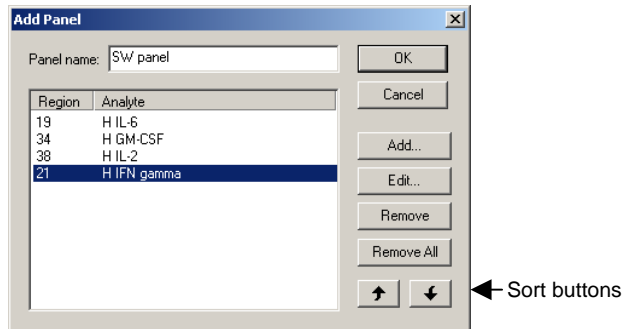 Add Panel
Panel name: SW panel
OK
Cancel
Region Analyte
19 H IL-6
34 H GM-CSF
38 H IL-2
21 H IFN gamma
Add...
Edit...
Remove
Remove All
Sort buttons